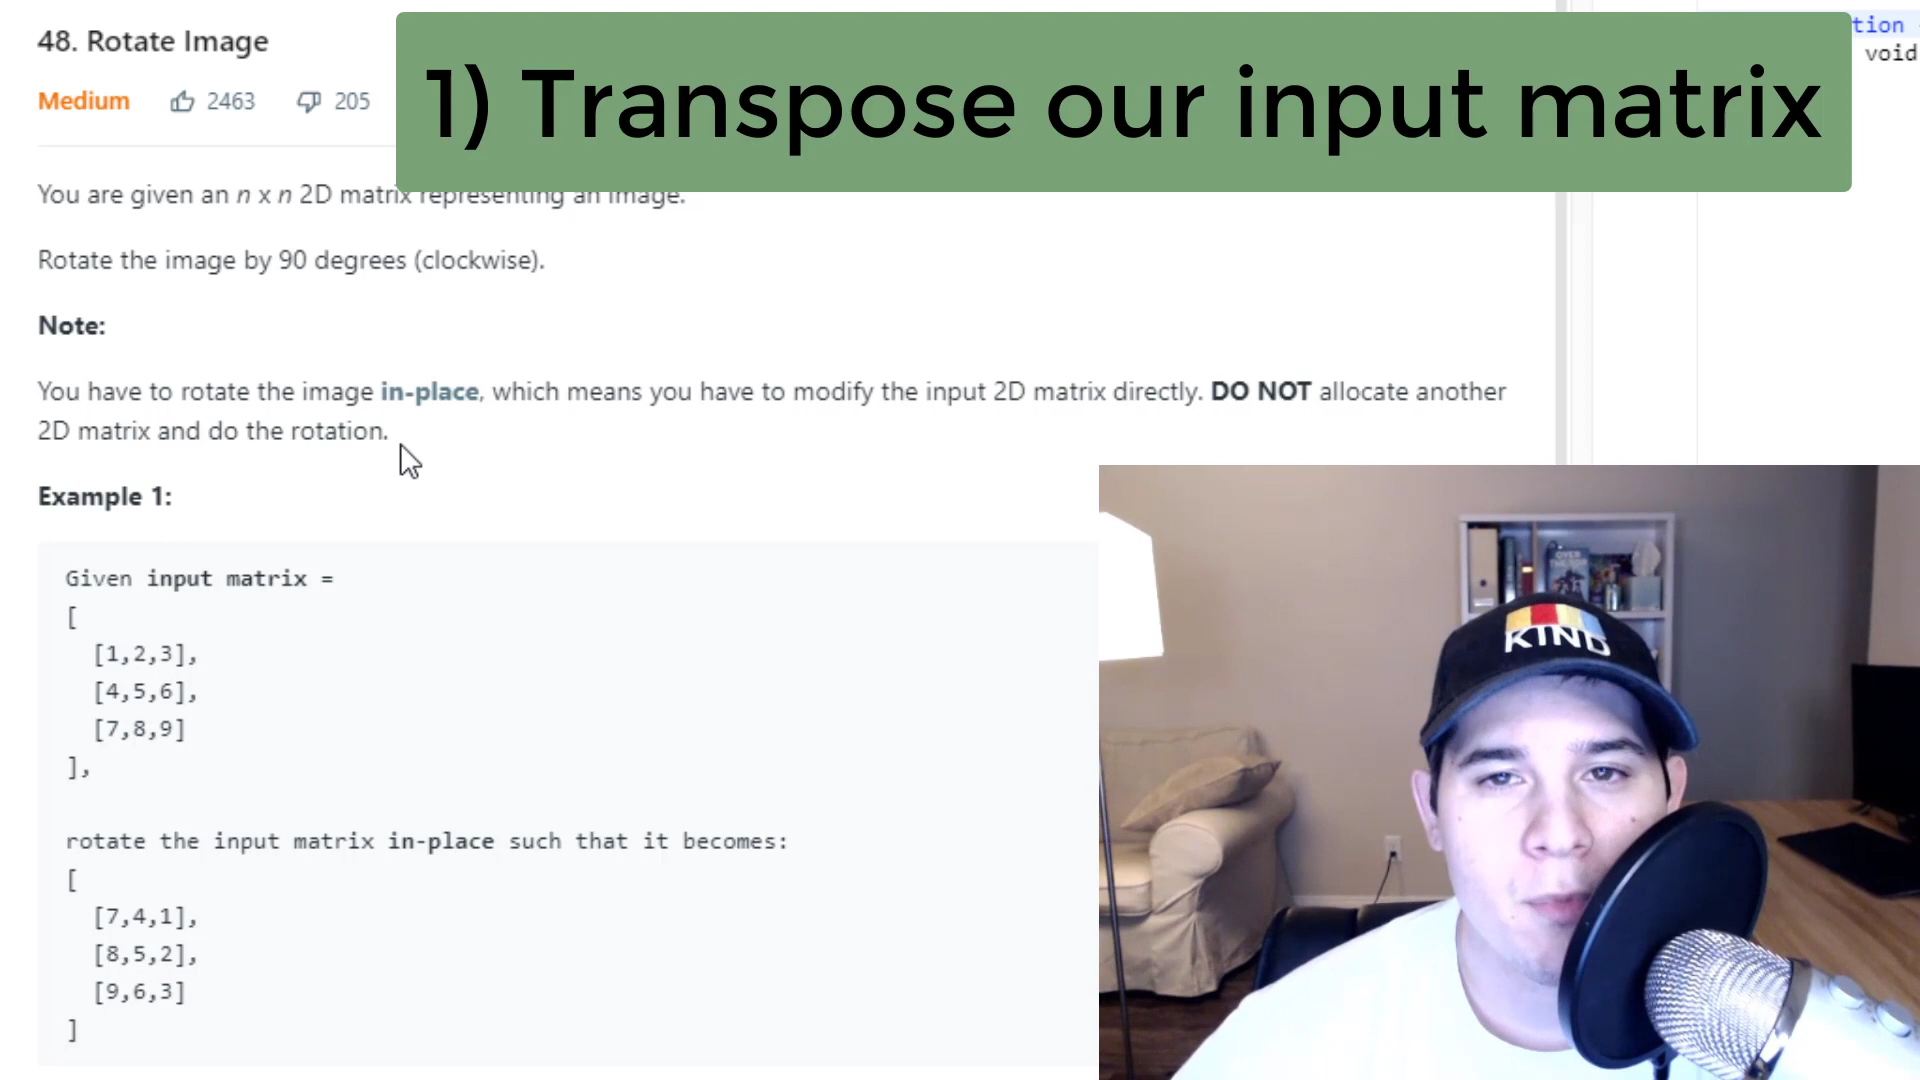 48. Rotate Image
1) Transpose our input matrix
tion
void
Medium 2463 205
You are given an n x n 2D matrix representing an image.
Rotate the image by 90 degrees (clockwise).
Note:
You have to rotate the image in-place, which means you have to modify the input 2D matrix directly. DO NOT allocate another
2D matrix and do the rotation.
Example 1:
Given input matrix =
[
[1,2,3],
[4,5,6],
[7,8,9]
],
rotate the input matrix in-place such that it becomes:
[
[7,4,1],
[8,5,2],
[9,6,3]
]
OVER
KIND